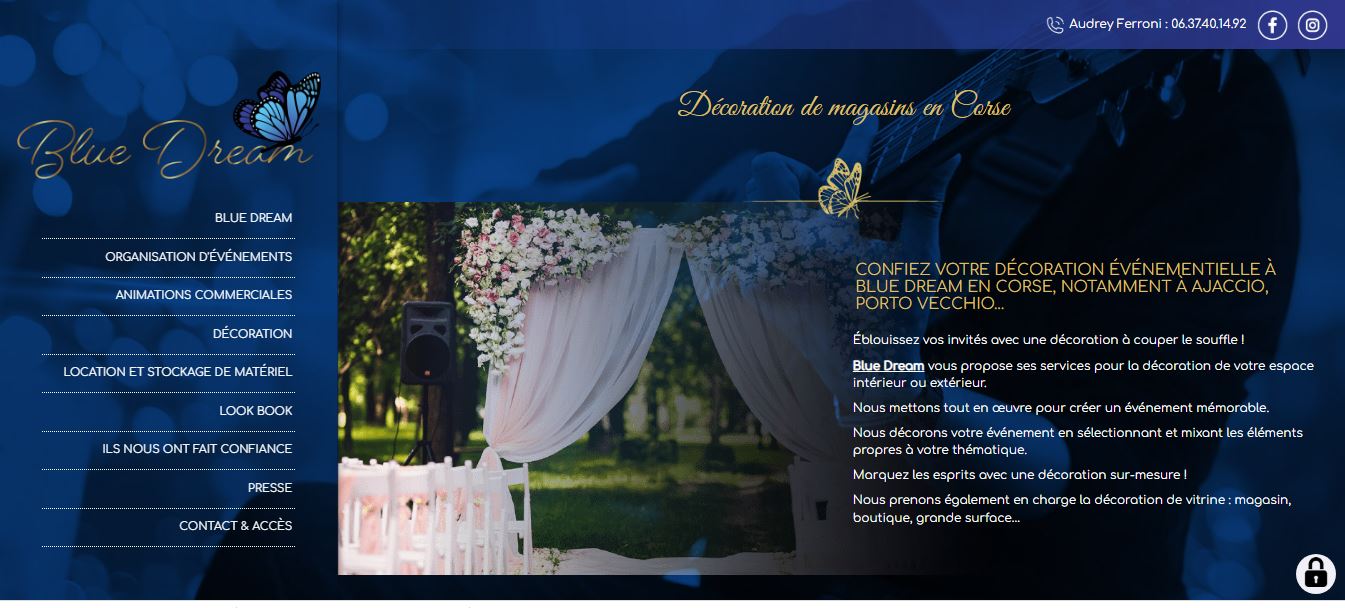 Audrey Ferroni : 06.37.40.14.92
Blue Dream
BLUE DREAM
ORGANISATION D'ÉVÉNEMENTS
ANIMATIONS COMMERCIALES
DÉCORATION
LOCATION ET STOCKAGE DE MATÉRIEL
LOOK BOOK
ILS NOUS ONT FAIT CONFIANCE
PRESSE
CONTACT & ACCÈS
Décoration de magasins en Corse
CONFIEZ VOTRE DÉCORATION ÉVÉNEMENTIELLE À
BLUE DREAM EN CORSE, NOTAMMENT À AJACCIO,
PORTO VECCHIO...
Éblouissez vos invités avec une décoration à couper le souffle !
Blue Dream vous propose ses services pour la décoration de votre espace
intérieur ou extérieur.
Nous mettons tout en œuvre pour créer un événement mémorable.
Nous décorons votre événement en sélectionnant et mixant les éléments
propres à votre thématique.
Marquez les esprits avec une décoration sur-mesure !
Nous prenons également en charge la décoration de vitrine : magasin,
boutique, grande surface...